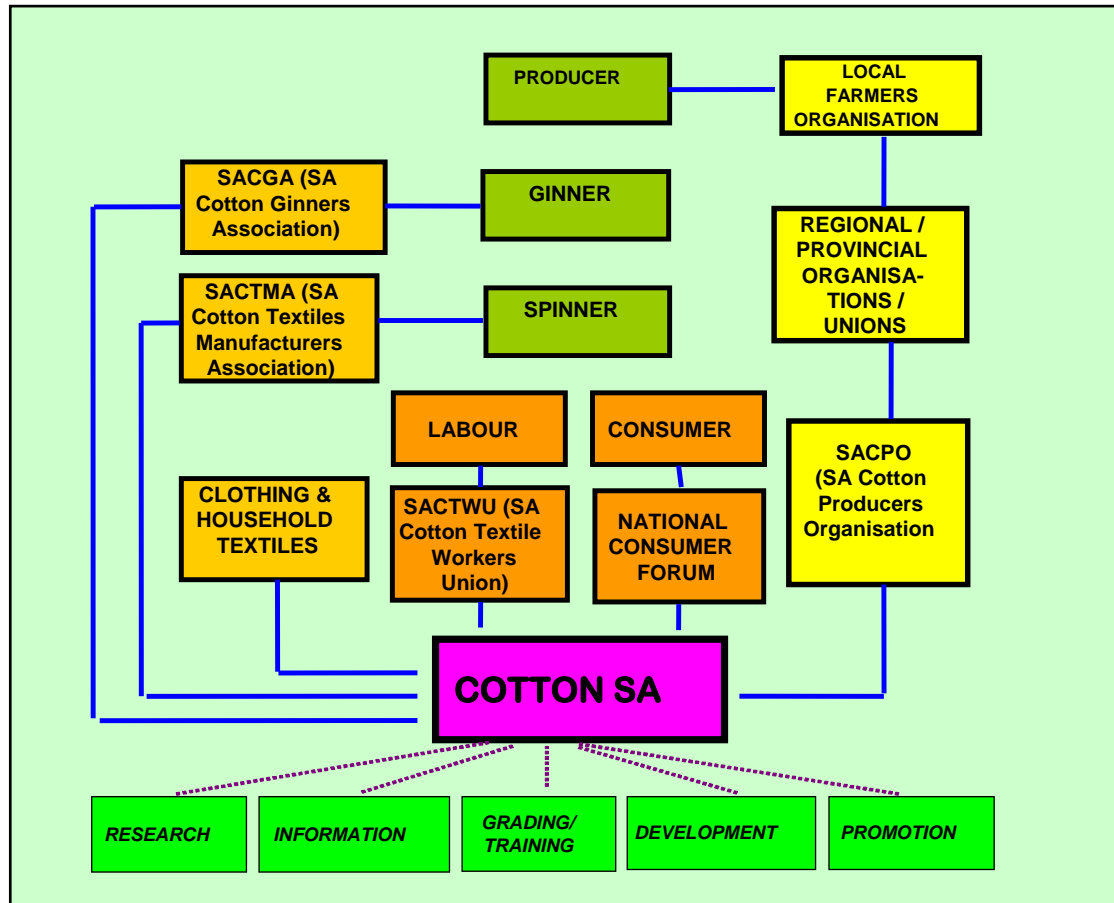 PRODUCER
LOCAL
FARMERS
ORGANISATION
SACGA (SA
Cotton Ginners
Association)
GINNER
REGIONAL /
PROVINCIAL
ORGANISA-
TIONS /
UNIONS
SACTMA (SA
Cotton Textiles
Manufacturers
Association)
SPINNER
LABOUR
CONSUMER
SACPO
(SA Cotton
Producers
Organisation
CLOTHING &
HOUSEHOLD
TEXTILES
SACTWU (SA
Cotton Textile
Workers
Union)
NATIONAL
CONSUMER
FORUM
COTTON SA
RESEARCH
INFORMATION
GRADING/
TRAINING
DEVELOPMENT
PROMOTION